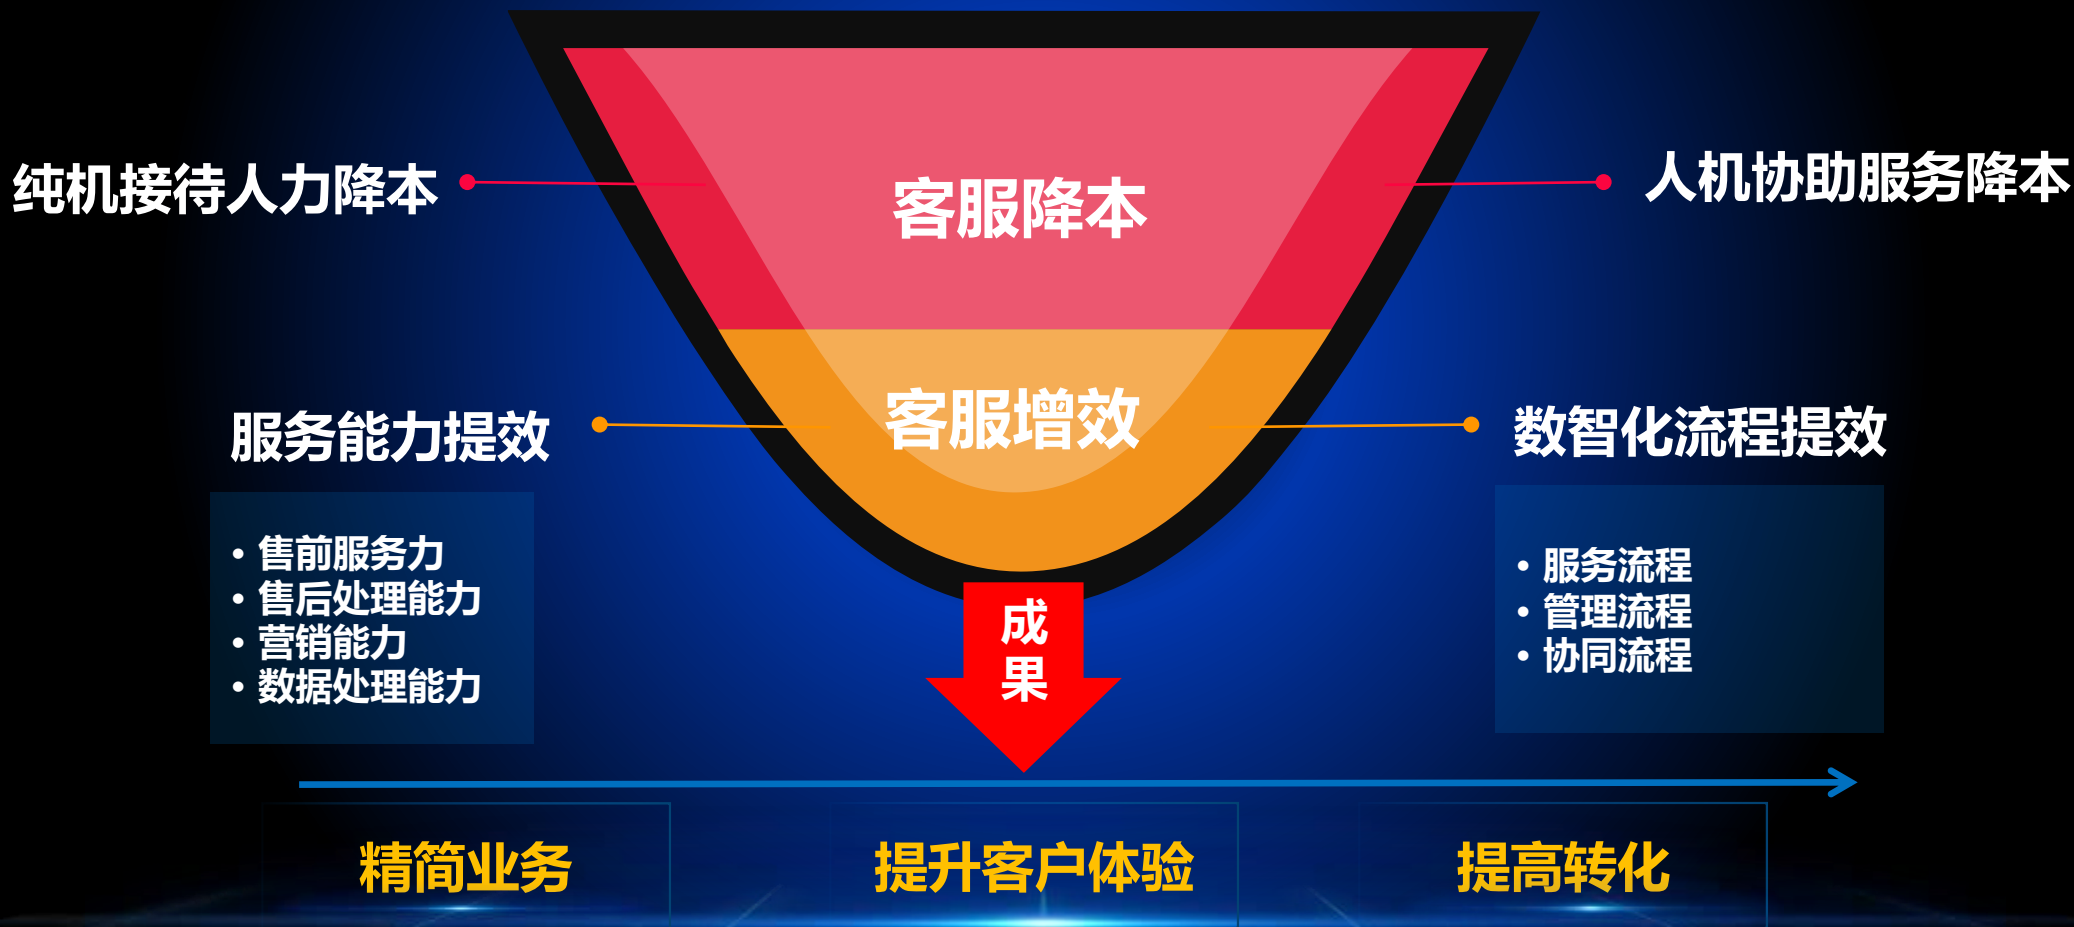 纯机接待人力降本
客服降本
人机协助服务降本
服务能力提效
客服增效
数智化流程提效
• 售前服务力
• 售后处理能力
• 营销能力
• 数据处理能力
• 服务流程
• 管理流程
• 协同流程
成
果
精简业务
提升客户体验
提高转化